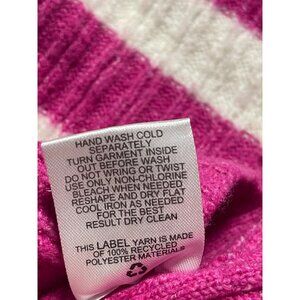 HAND WASH COLD
SEPARATELY
TURN GARMENT INSIDE
OUT BEFORE WASH
DO NOT WRING OR TWIST
USE ONLY NON-CHLORINE
BLEACH WHEN NEEDED
RESHAPE AND DRY FLAT
COOL IRON AS NEEDED
FOR THE BEST
RESULT DRY CLEAN
THIS LABEL YARN IS MADE
OF 100% RECYCLED
POLYESTER MATERIALS